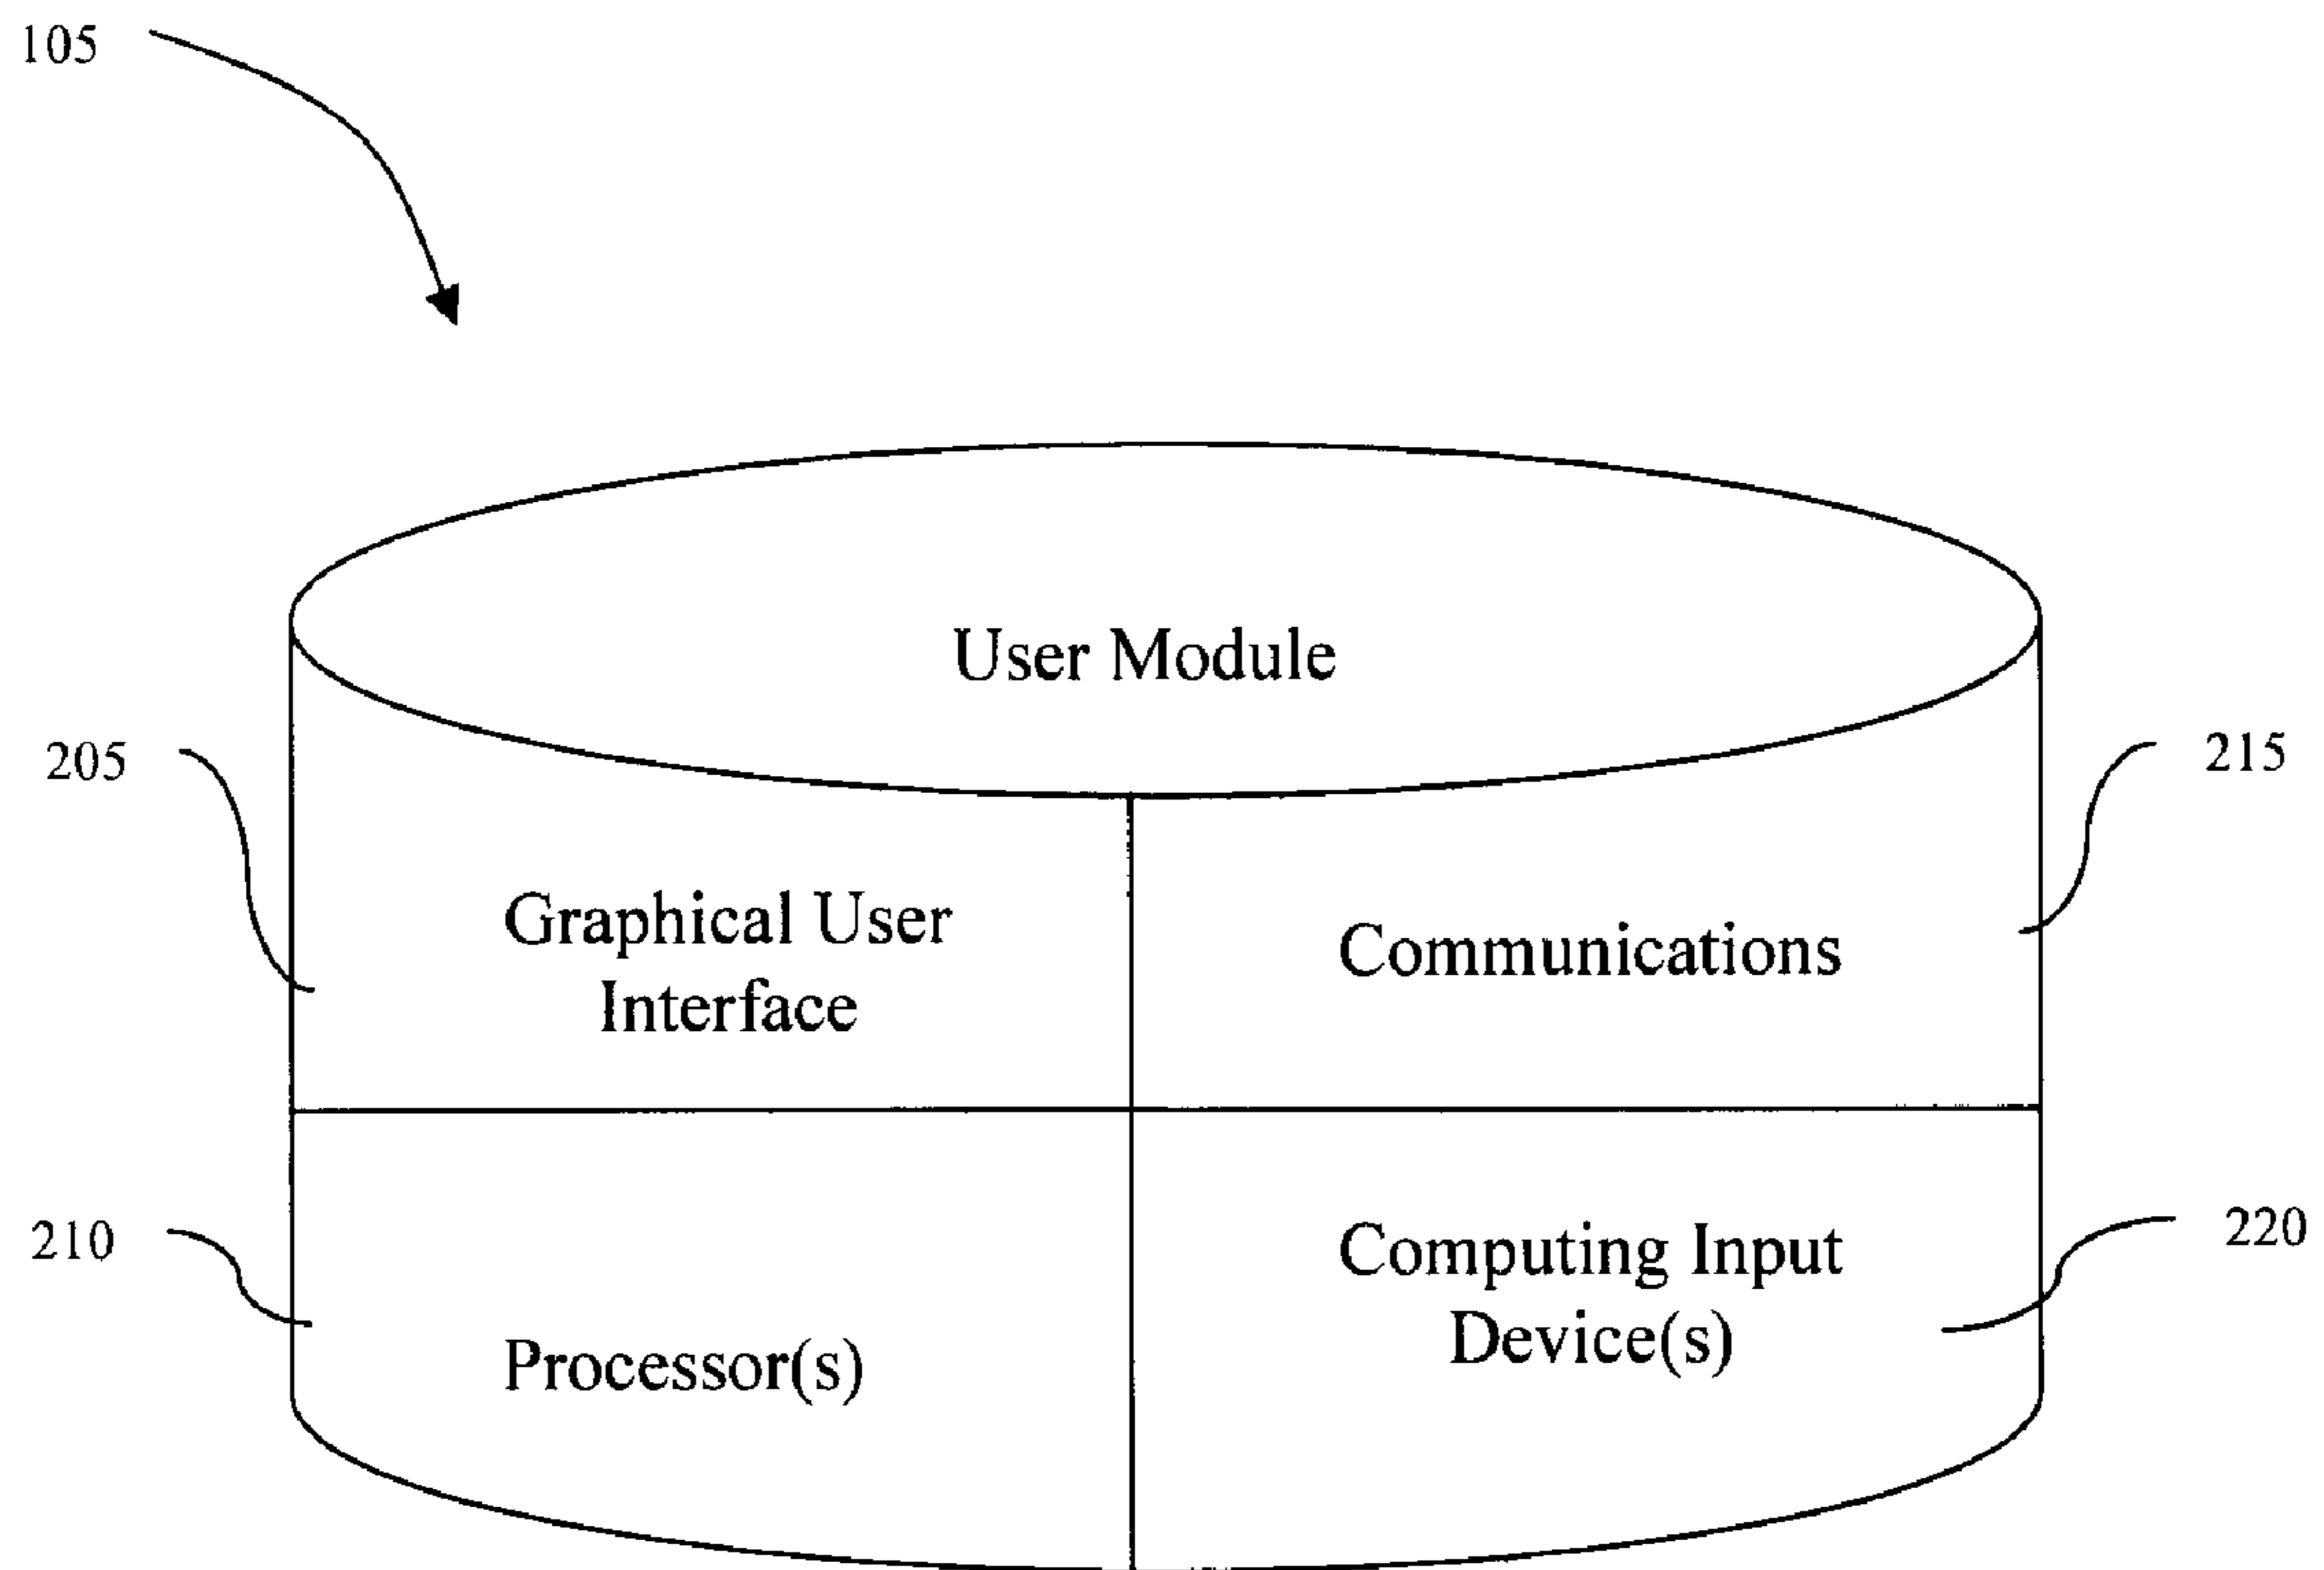 105
User Module
205
215
Graphical User
Interface
Communications
210
220
Computing Input
Device(s)
Processor(s)